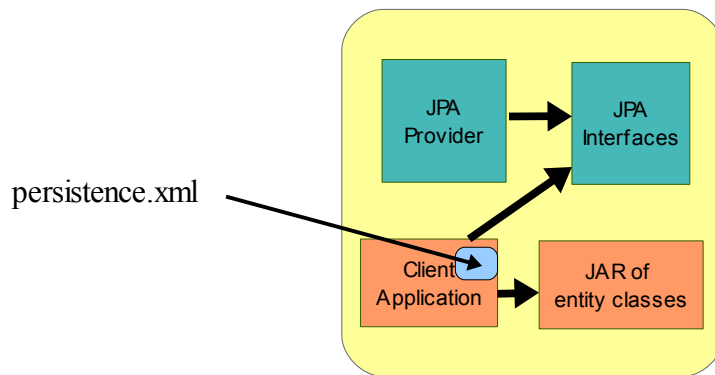 JPA
Provider
JPA
Interfaces
persistence.xml
Client
Application
JAR of
entity classes